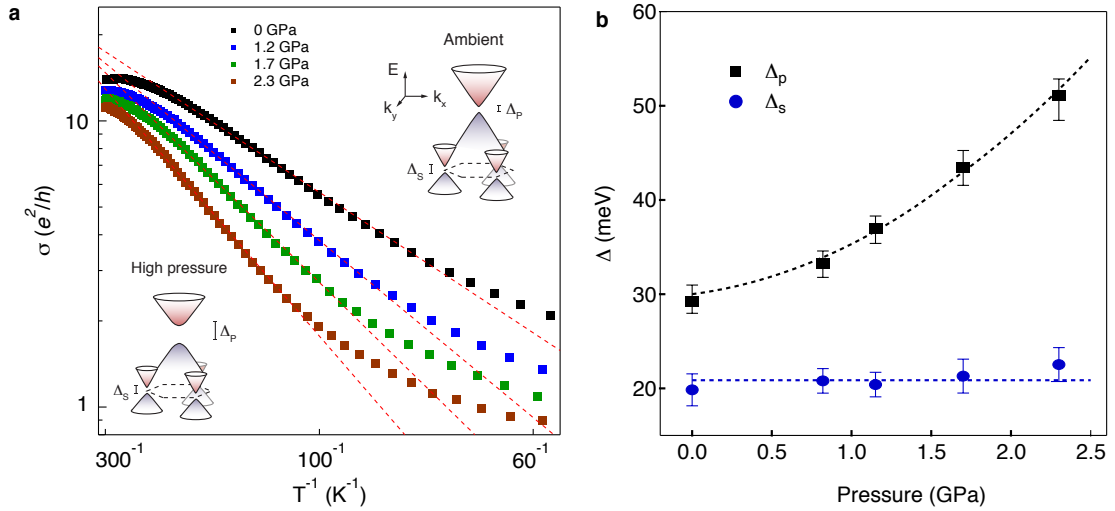 a
0 GPa
1.2 GPa
1.7 GPa
2.3 GPa
Ambient
E
k_x
k_y
Δ_P
Δ_S
High pressure
Δ_P
Δ_S
10
1
σ (e²/h)
300⁻¹ 100⁻¹ 60⁻¹
T⁻¹ (K⁻¹)
b
Δ_p
Δ_s
60
50
40
30
20
Δ (meV)
0.0 0.5 1.0 1.5 2.0 2.5
Pressure (GPa)